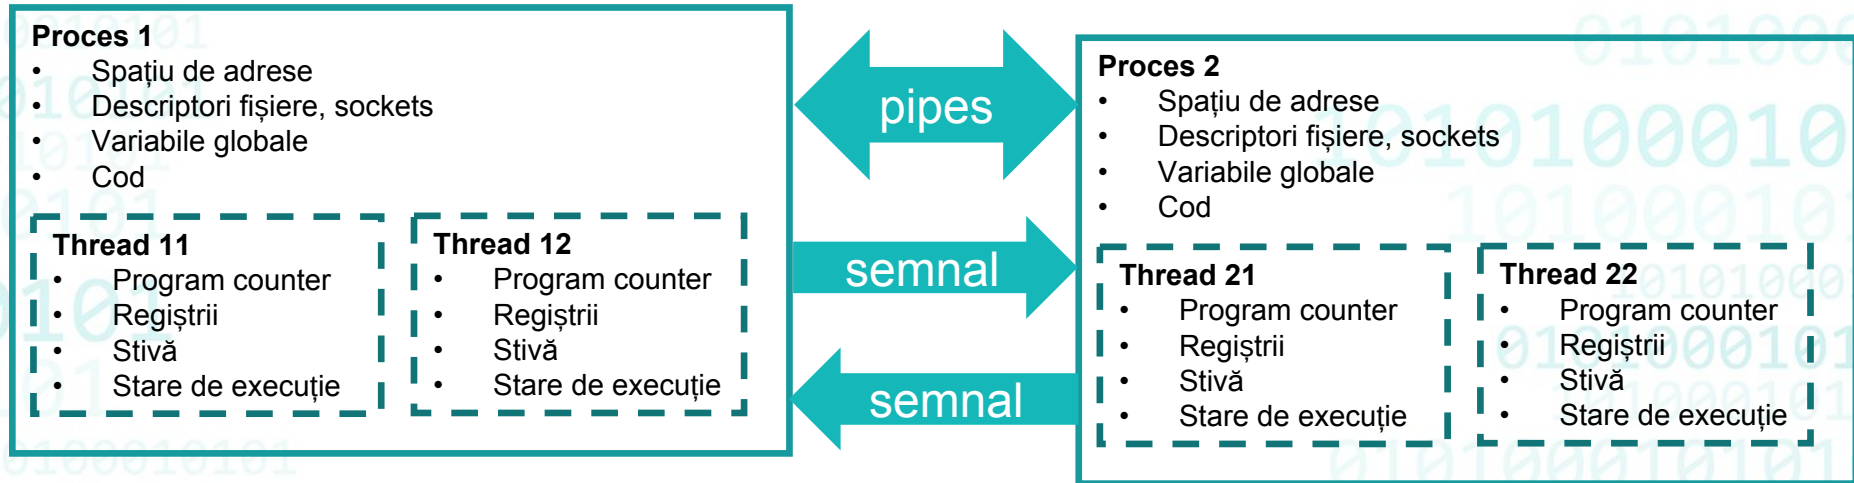 Proces 1
• Spațiu de adrese
• Descriptori fișiere, sockets
• Variabile globale
• Cod
Thread 11
• Program counter
• Regiștrii
• Stivă
• Stare de execuție
Thread 12
• Program counter
• Regiștrii
• Stivă
• Stare de execuție
pipes
semnal
semnal
Proces 2
• Spațiu de adrese
• Descriptori fișiere, sockets
• Variabile globale
• Cod
Thread 21
• Program counter
• Regiștrii
• Stivă
• Stare de execuție
Thread 22
• Program counter
• Regiștrii
• Stivă
• Stare de execuție